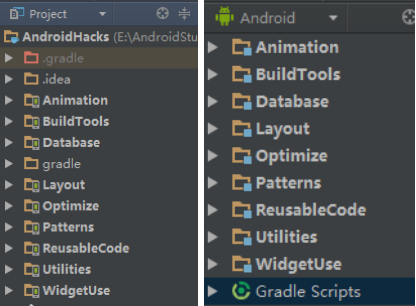 Project
AndroidHacks (E:\AndroidStu
.gradle
.idea
Animation
BuildTools
Database
gradle
Layout
Optimize
Patterns
ReusableCode
Utilities
WidgetUse
Android
Animation
BuildTools
Database
Layout
Optimize
Patterns
ReusableCode
Utilities
WidgetUse
Gradle Scripts